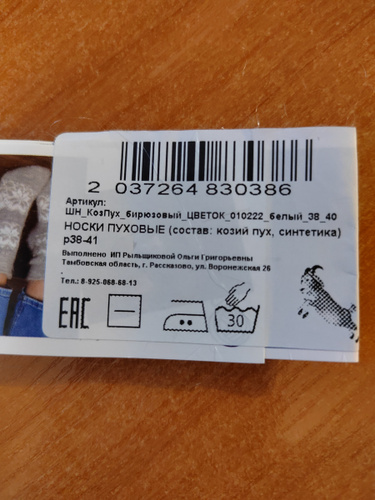 2 037264 830386
Артикул:
ШН_КозПух_бирюзовый_ЦВЕТОК_010222_белый_38_40
НОСКИ ПУХОВЫЕ (состав: козий пух, синтетика)
р38-41
Выполнено ИП Рыльщиковой Ольги Григорьевны
Тамбовская область, г. Рассказово, ул. Воронежская 26
Тел.: 8-925-068-68-13
ЕАС
30